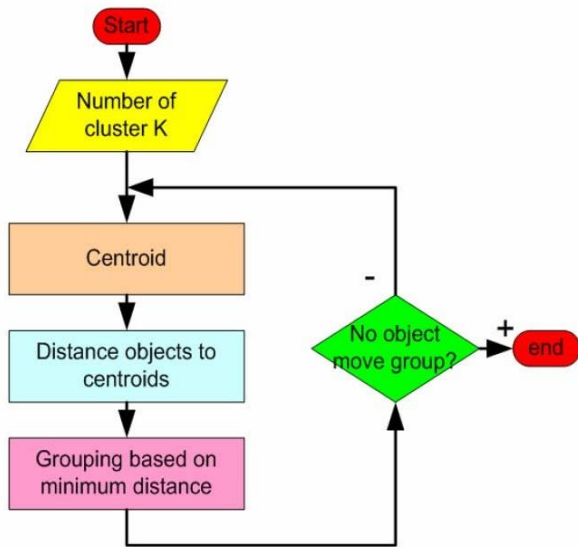 Start
Number of
cluster K
Centroid
Distance objects to
centroids
Grouping based on
minimum distance
-
No object
move group?
+
end